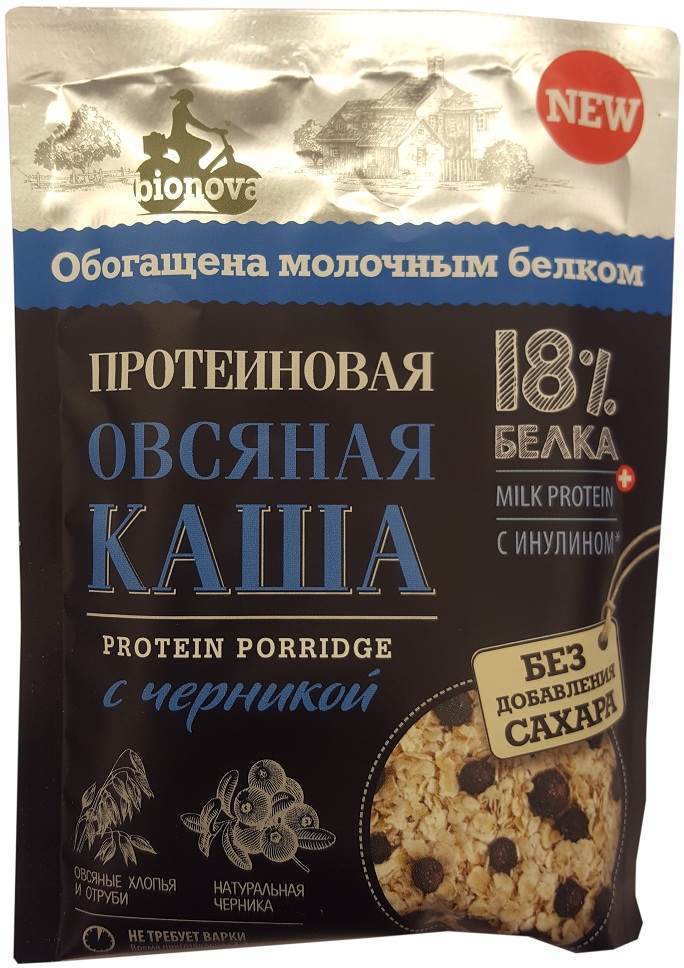 NEW
bionova
Обогащена молочным белком
ПРОТЕИНОВАЯ
ОВСЯНАЯ
КАША
PROTEIN PORRIDGE
с черникой
18%
БЕЛКА
MILK PROTEIN
С ИНУЛИНОМ*
БЕЗ
ДОБАВЛЕНИЯ
САХАРА
ОВСЯНЫЕ ХЛОПЬЯ
И ОТРУБИ
НАТУРАЛЬНАЯ
ЧЕРНИКА
НЕ ТРЕБУЕТ ВАРКИ